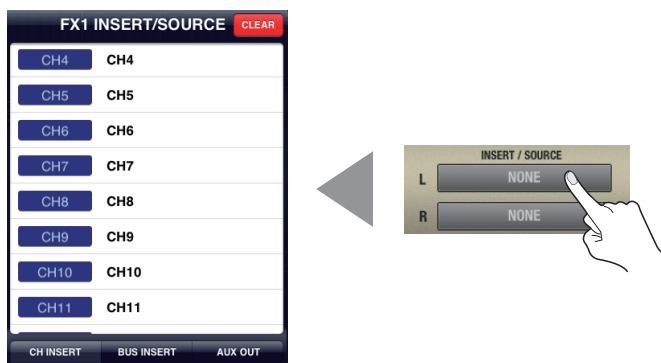 FX1 INSERT/SOURCE CLEAR
CH4 CH4
CH5 CH5
CH6 CH6
CH7 CH7
CH8 CH8
CH9 CH9
CH10 CH10
CH11 CH11
CH INSERT BUS INSERT AUX OUT
INSERT / SOURCE
L NONE
R NONE